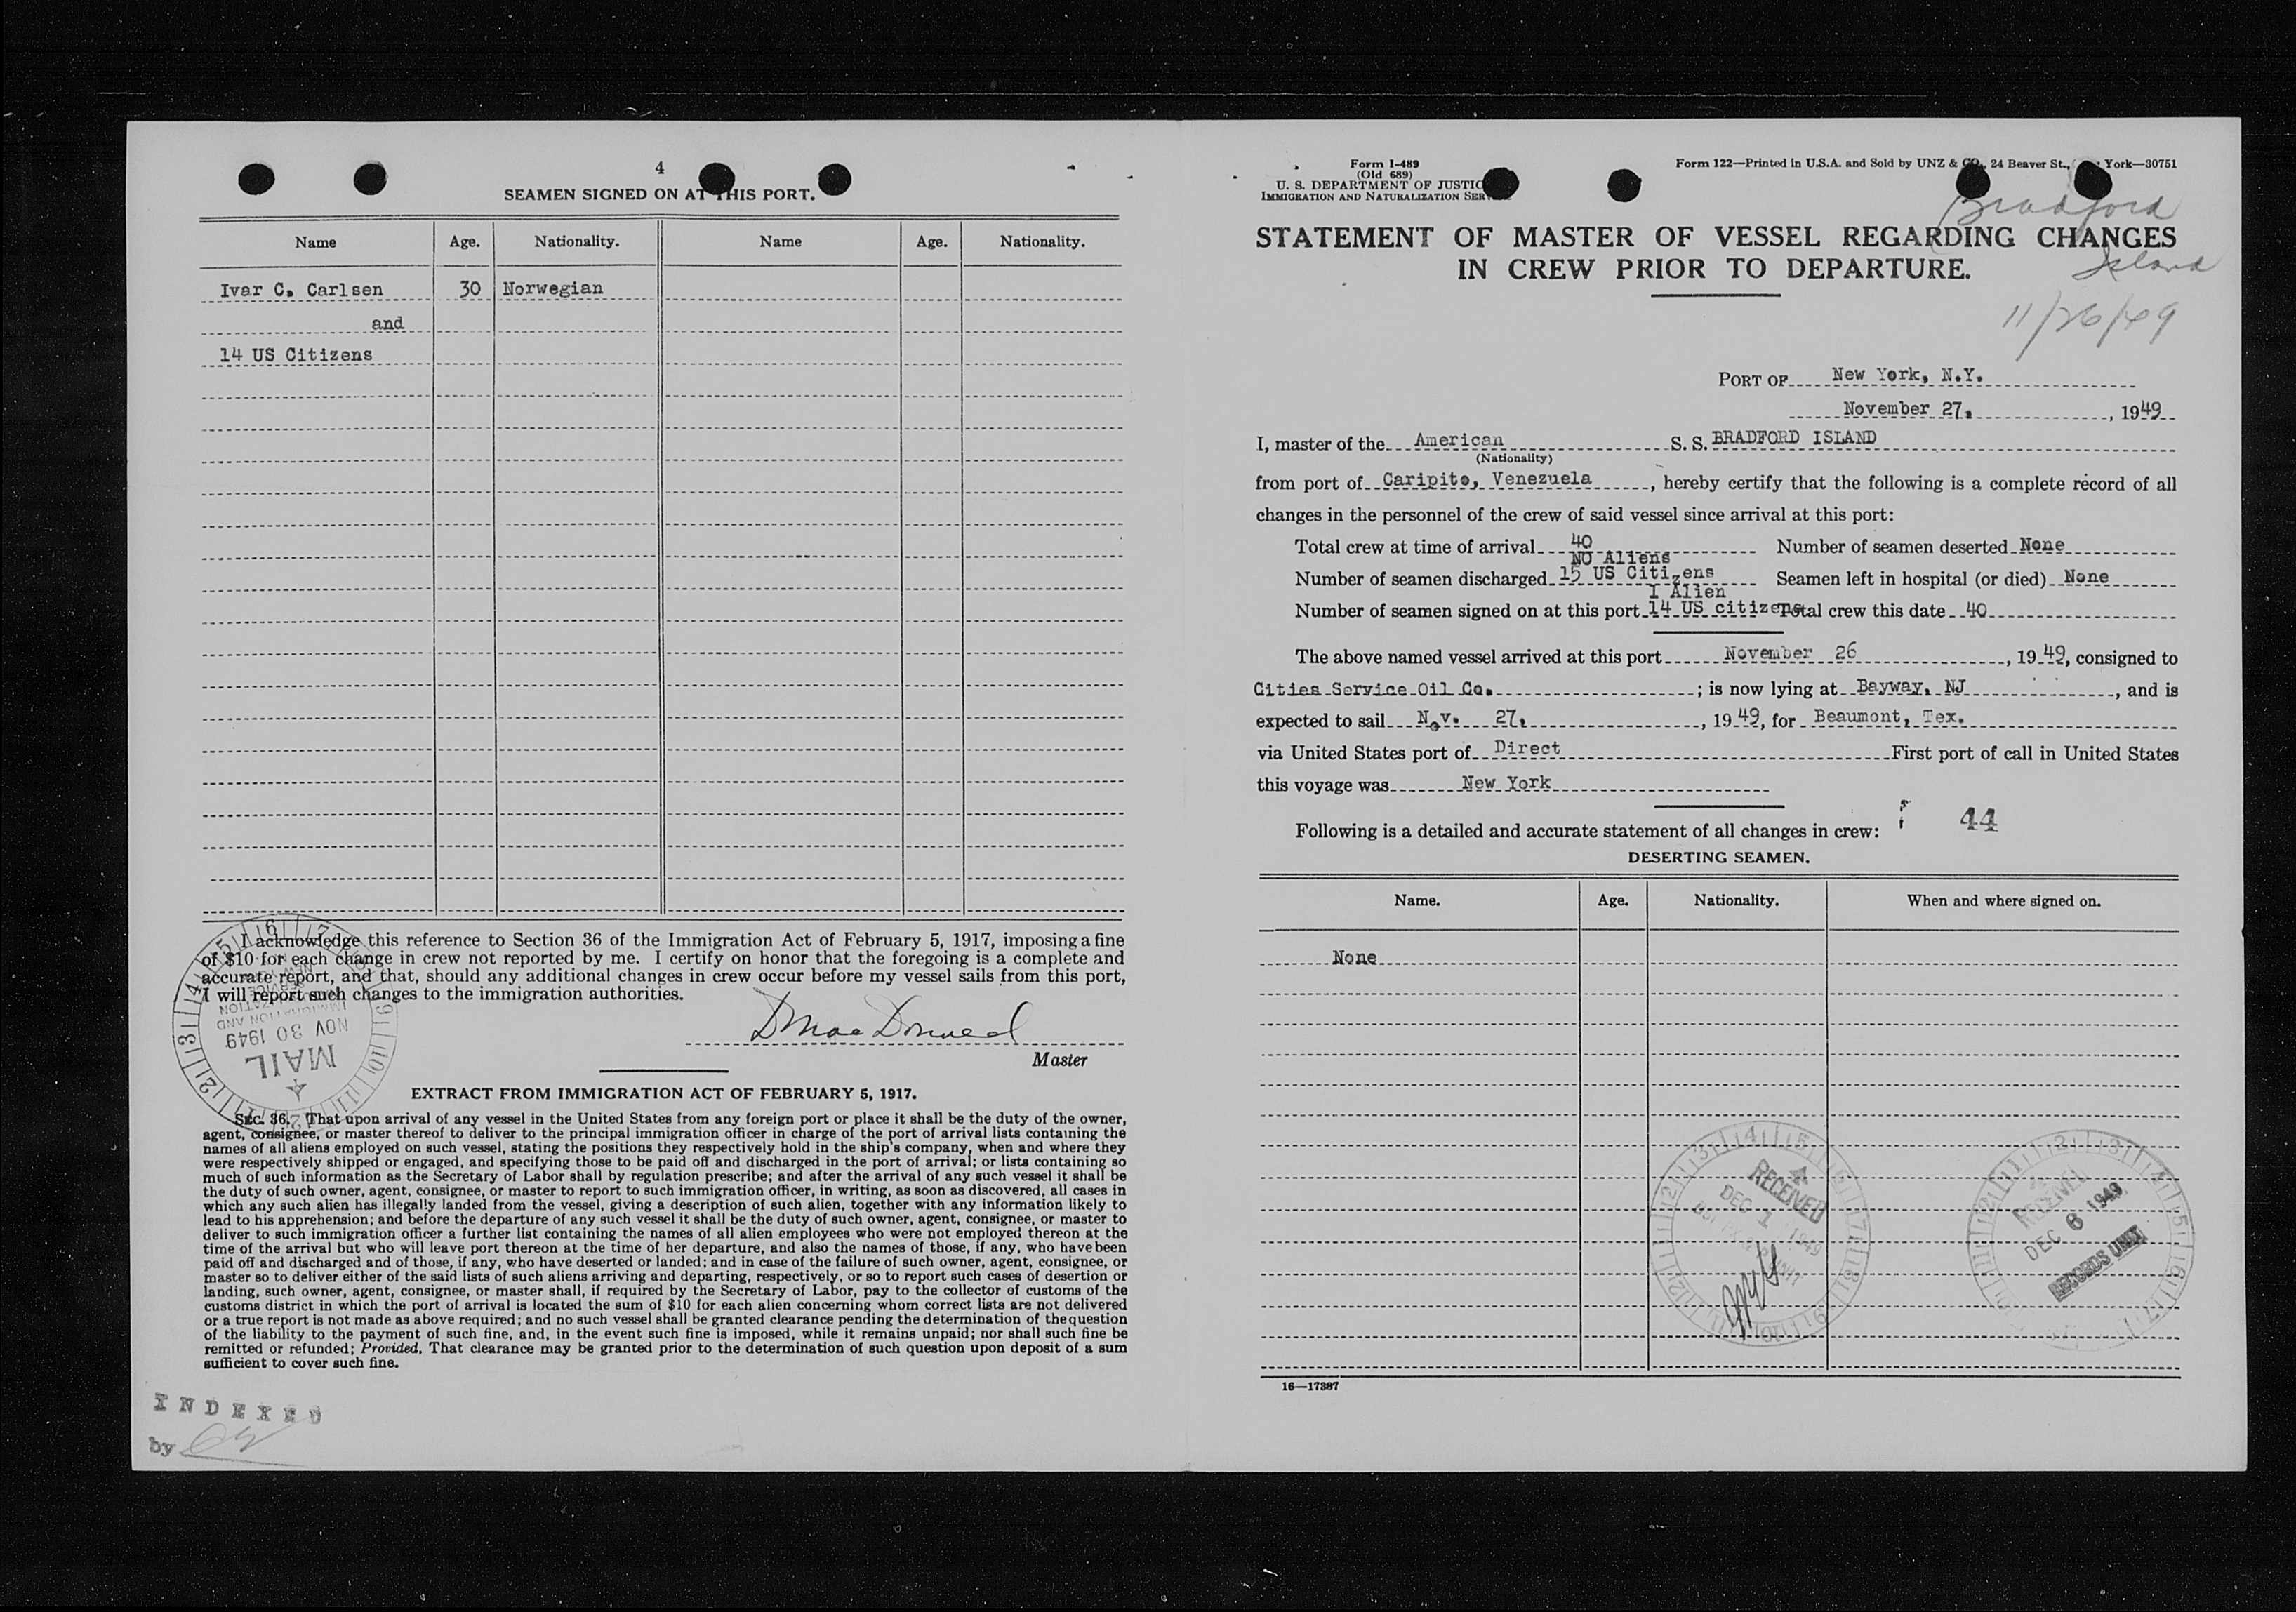 4
SEAMEN SIGNED ON AT THIS PORT.
Name Age. Nationality. Name Age. Nationality.
Ivar C. Carlsen 30 Norwegian
and
14 US Citizens
I acknowledge this reference to Section 36 of the Immigration Act of February 5, 1917, imposing a fine
of $10 for each change in crew not reported by me. I certify on honor that the foregoing is a complete and
accurate report, and that, should any additional changes in crew occur before my vessel sails from this port,
I will report such changes to the immigration authorities.
MAIL
NOV 30 1949
IMMIGRATION AND
Master
EXTRACT FROM IMMIGRATION ACT OF FEBRUARY 5, 1917.
SEC. 36. That upon arrival of any vessel in the United States from any foreign port or place it shall be the duty of the owner,
agent, consignee, or master thereof to deliver to the principal immigration officer in charge of the port of arrival lists containing the
names of all aliens employed on such vessel, stating the positions they respectively hold in the ship's company, when and where they
were respectively shipped or engaged, and specifying those to be paid off and discharged in the port of arrival; or lists containing so
much of such information as the Secretary of Labor shall by regulation prescribe; and after the arrival of any such vessel it shall be
the duty of such owner, agent, consignee, or master to report to such immigration officer, in writing, as soon as discovered, all cases in
which any such alien has illegally landed from the vessel, giving a description of such alien, together with any information likely to
lead to his apprehension; and before the departure of any such vessel it shall be the duty of such owner, agent, consignee, or master to
deliver to such immigration officer a further list containing the names of all alien employees who were not employed thereon at the
time of the arrival but who will leave port thereon at the time of her departure, and also the names of those, if any, who have been
paid off and discharged and of those, if any, who have deserted or landed; and in case of the failure of such owner, agent, consignee, or
master so to deliver either of the said lists of such aliens arriving and departing, respectively, or so to report such cases of desertion or
landing, such owner, agent, consignee, or master shall, if required by the Secretary of Labor, pay to the collector of customs of the
customs district in which the port of arrival is located the sum of $10 for each alien concerning whom correct lists are not delivered
or a true report is not made as above required; and no such vessel shall be granted clearance pending the determination of the question
of the liability to the payment of such fine, and, in the event such fine is imposed, while it remains unpaid; nor shall such fine be
remitted or refunded; Provided, That clearance may be granted prior to the determination of such question upon deposit of a sum
sufficient to cover such fine.
INDEXED
by
Form I-489
(Old 689)
U. S. DEPARTMENT OF JUSTICE
IMMIGRATION AND NATURALIZATION SERVICE
Form 122—Printed in U.S.A. and Sold by UNZ & CO., 24 Beaver St., York—30751
Bradford
Island
11/26/49
STATEMENT OF MASTER OF VESSEL REGARDING CHANGES
IN CREW PRIOR TO DEPARTURE.
PORT OF New York, N.Y.
November 27, , 1949
I, master of the American S. S. BRADFORD ISLAND
(Nationality)
from port of Caripito, Venezuela , hereby certify that the following is a complete record of all
changes in the personnel of the crew of said vessel since arrival at this port:
Total crew at time of arrival 40 Number of seamen deserted None
NO Aliens
Number of seamen discharged 15 US Citizens Seamen left in hospital (or died) None
I Alien
Number of seamen signed on at this port 14 US citizens Total crew this date 40
The above named vessel arrived at this port November 26 , 1949, consigned to
Cities Service Oil Co. ; is now lying at Bayway, NJ , and is
expected to sail Nov. 27, , 1949, for Beaumont, Tex.
via United States port of Direct First port of call in United States
this voyage was New York
Following is a detailed and accurate statement of all changes in crew: 44
DESERTING SEAMEN.
Name. Age. Nationality. When and where signed on.
None
RECEIVED
DEC 1 1949
RECEIVED
DEC 6 1949
RECORDS UNIT
16—17387